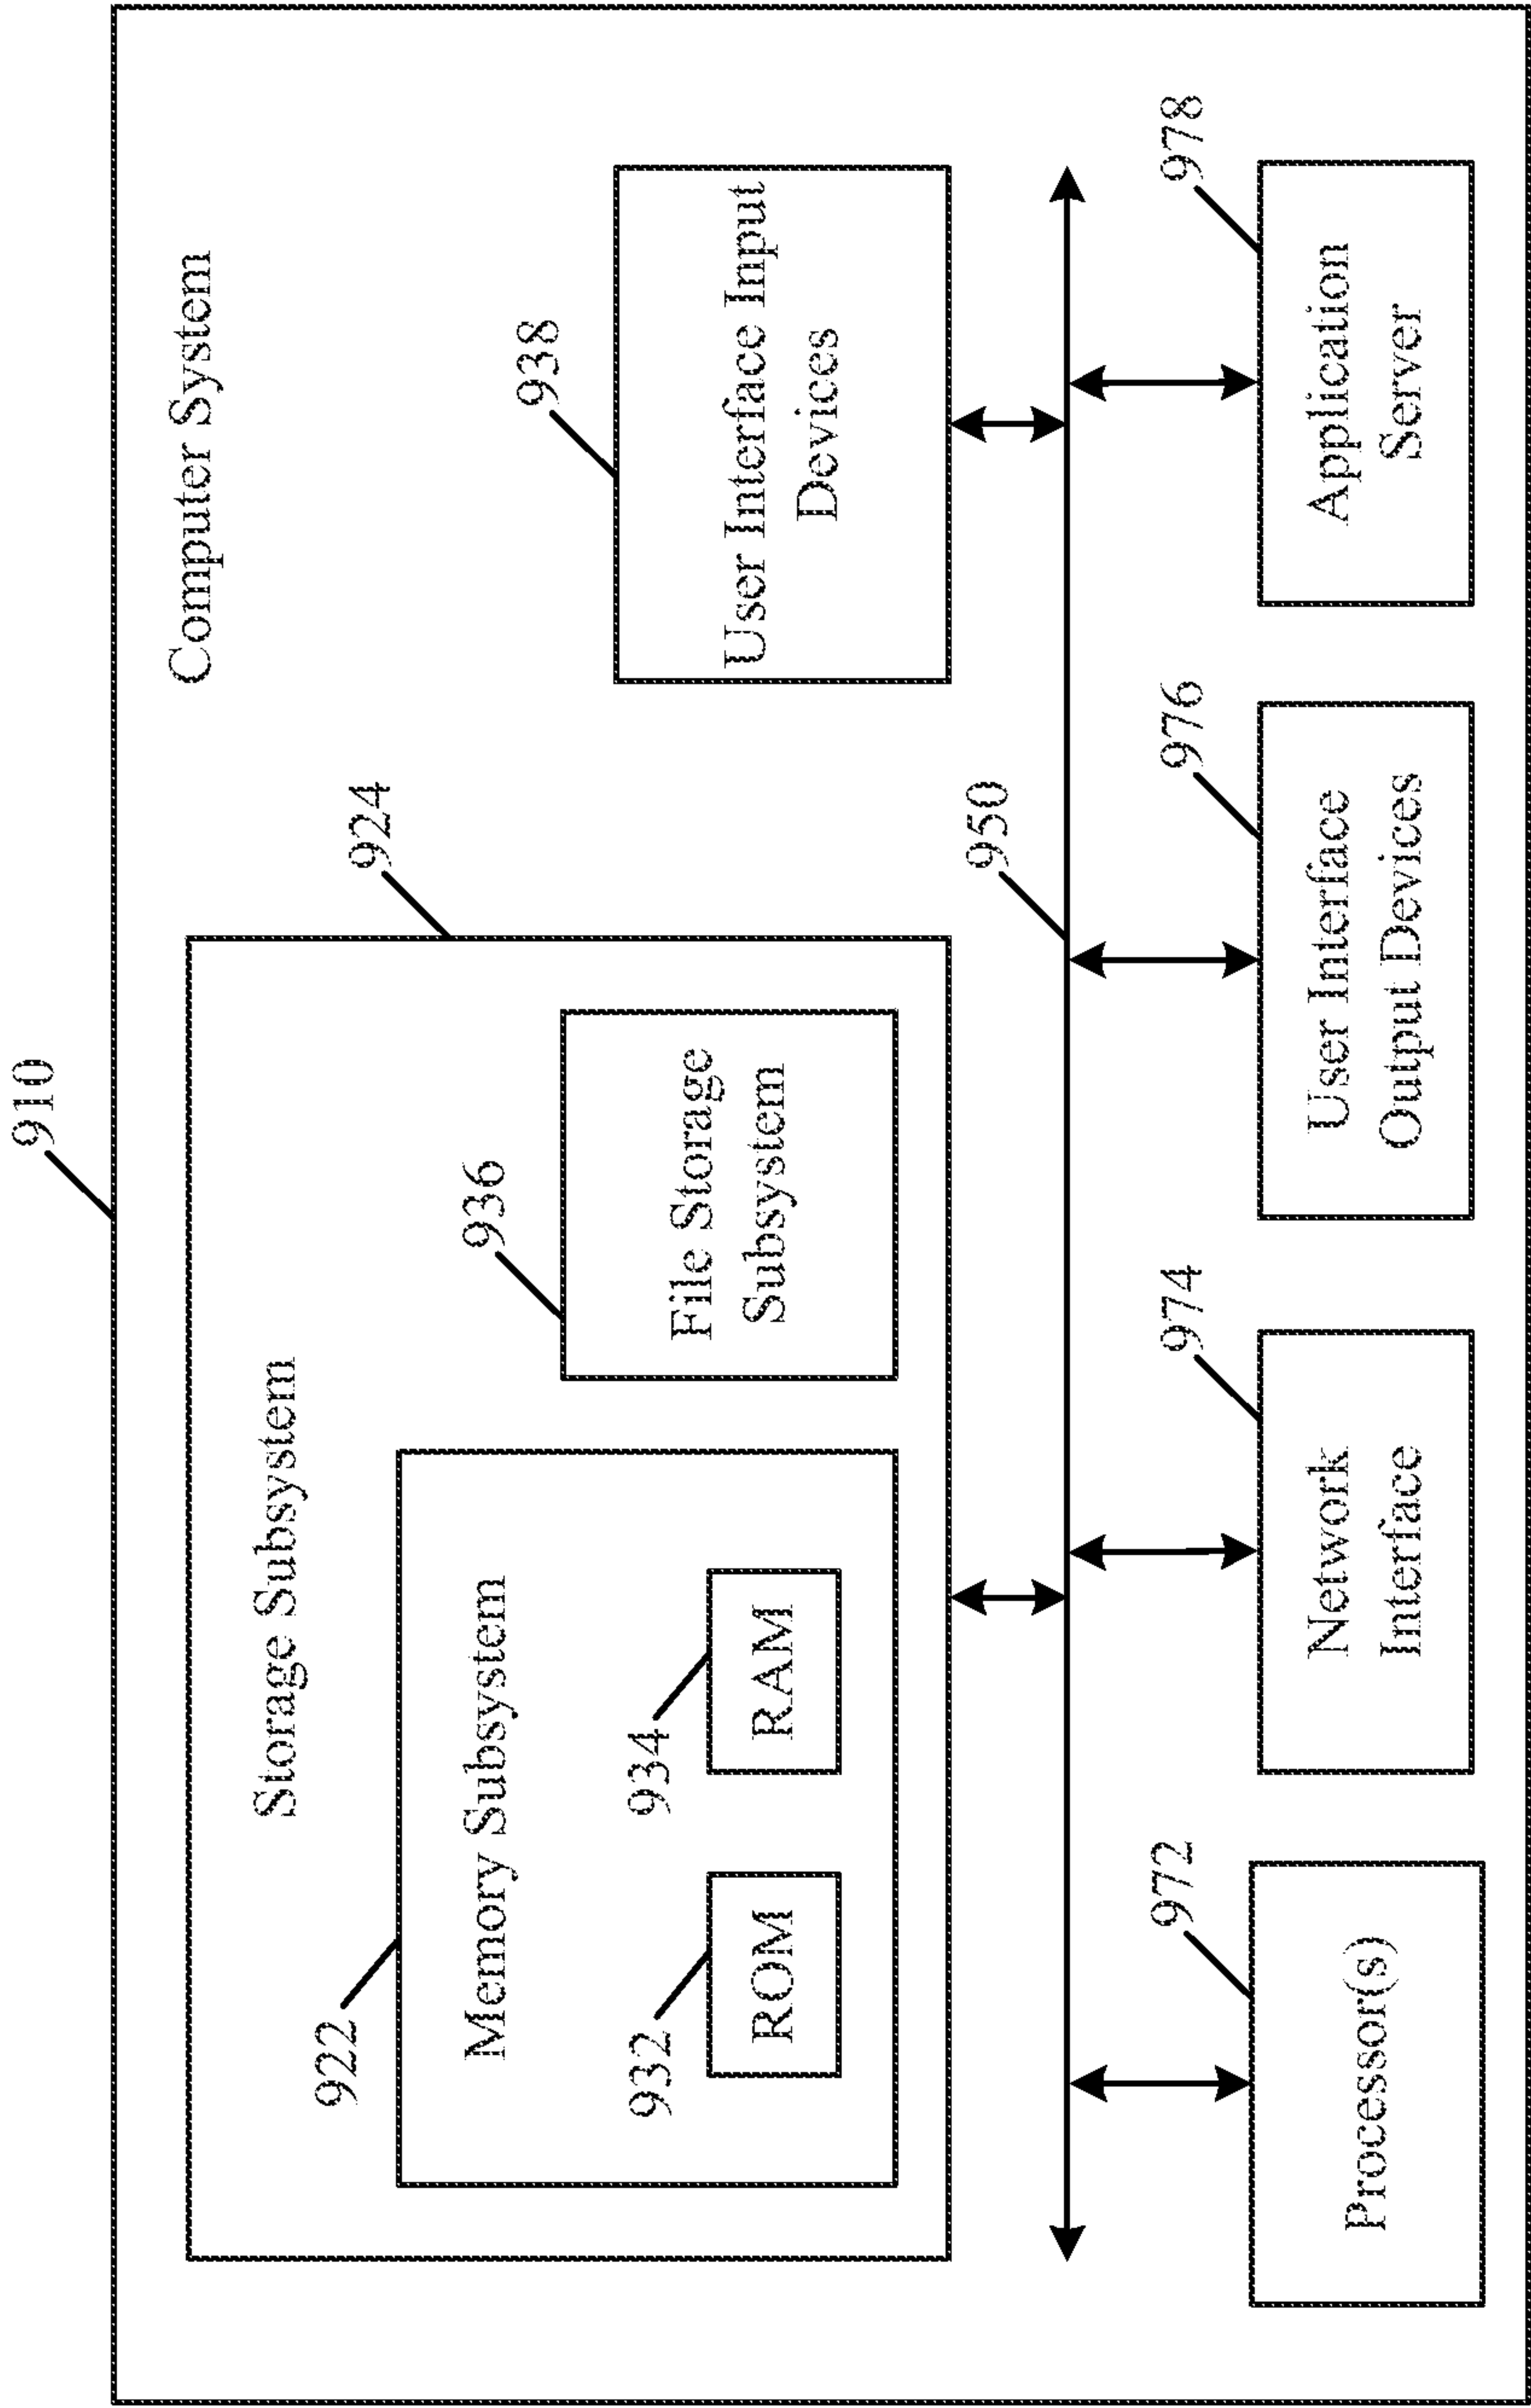 910
Computer System
Storage Subsystem
924
922
Memory Subsystem
936
938
932
934
ROM
RAM
File Storage
Subsystem
User Interface Input
Devices
950
972
974
976
978
Processor(s)
Network
Interface
User Interface
Output Devices
Application
Server